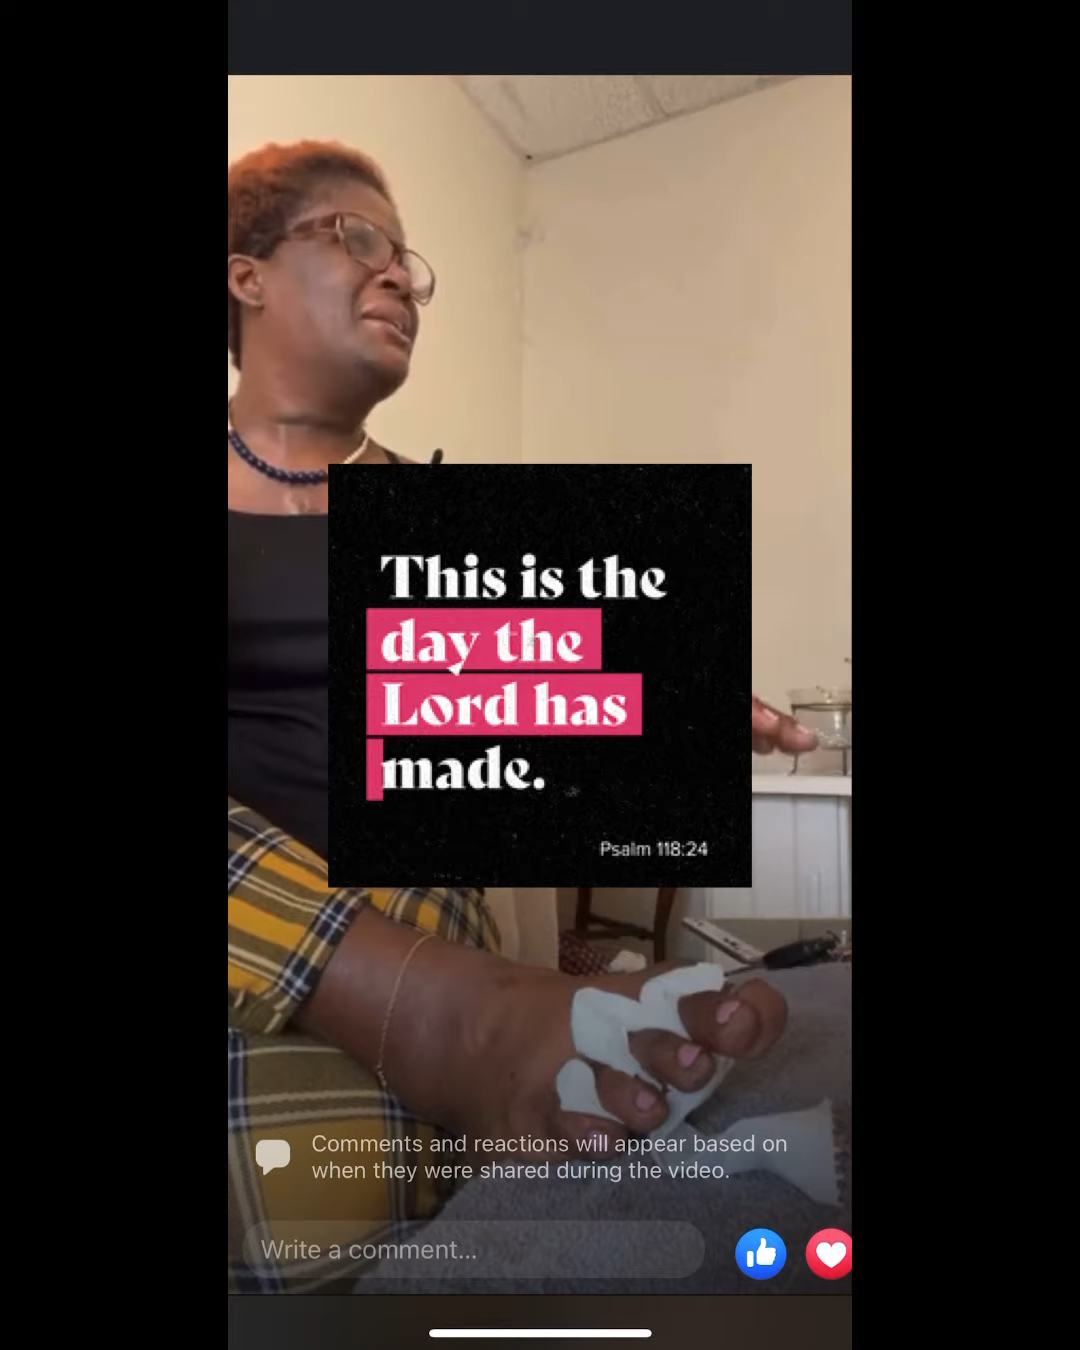 This is the
day the
Lord has
made.
Psalm 118:24
Comments and reactions will appear based on
when they were shared during the video.
Write a comment...